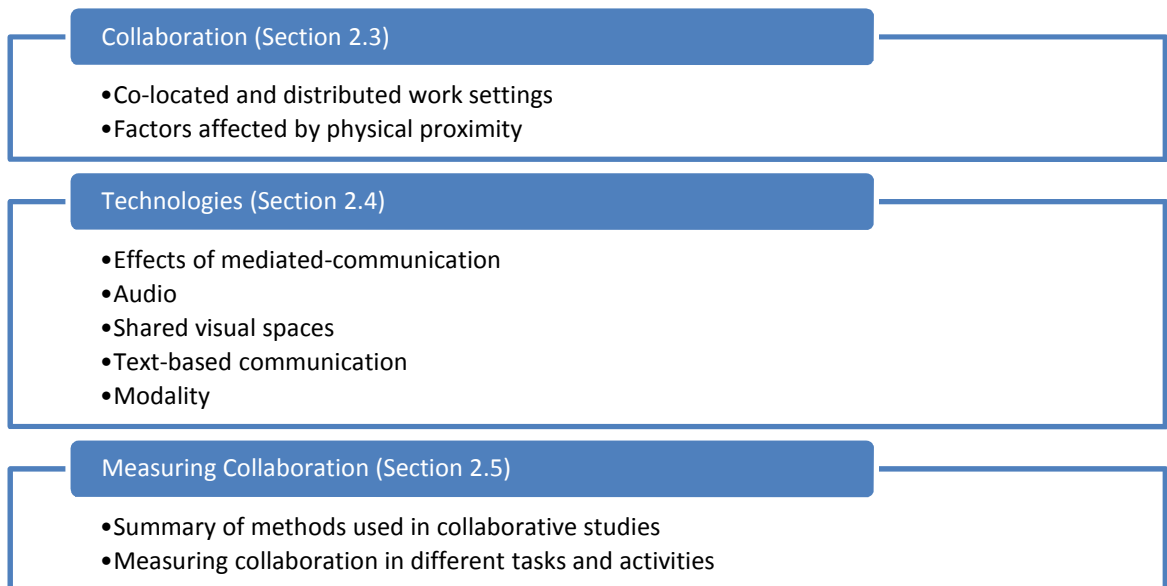 Collaboration (Section 2.3)
•Co-located and distributed work settings
•Factors affected by physical proximity
Technologies (Section 2.4)
•Effects of mediated-communication
•Audio
•Shared visual spaces
•Text-based communication
•Modality
Measuring Collaboration (Section 2.5)
•Summary of methods used in collaborative studies
•Measuring collaboration in different tasks and activities